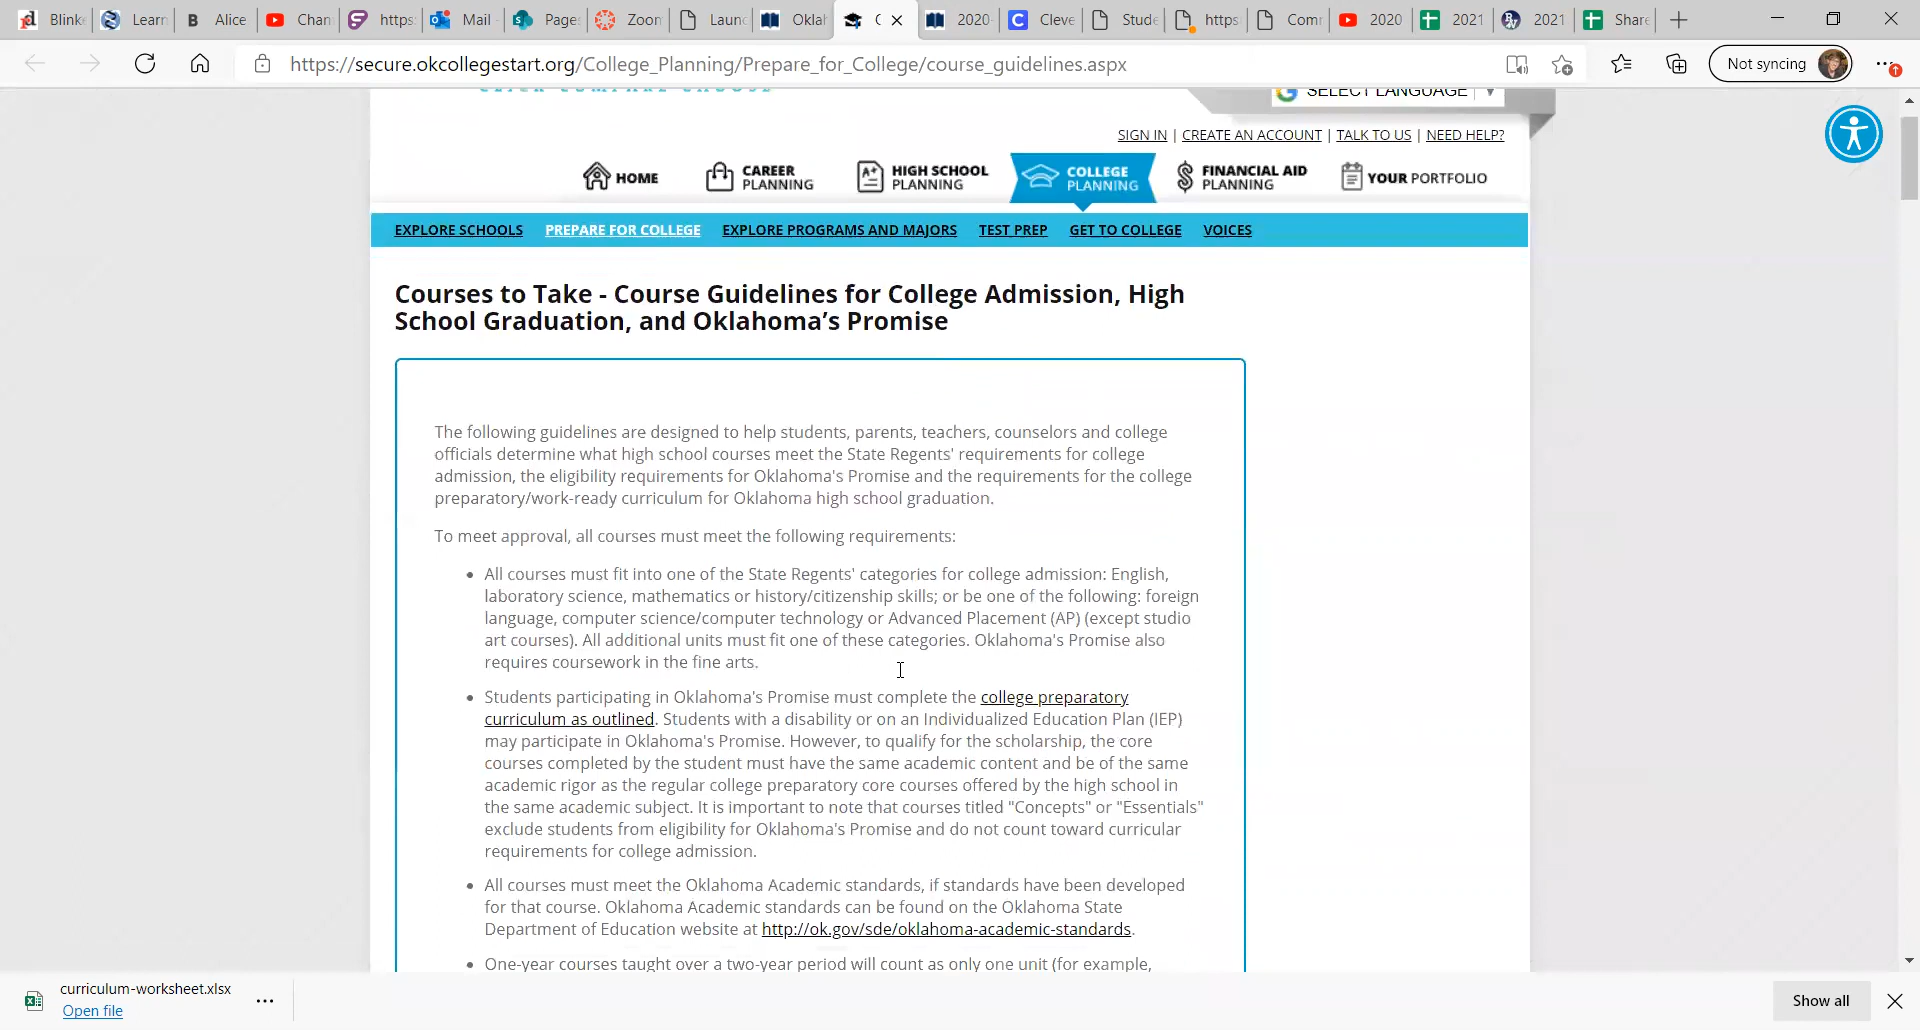 Blinke
Learn
B Alice
Chan
https:
Mail -
Page
Zoom
Laun
Oklah
2020-
C Cleve
Stude
https:
Comr
2020
2021
2021
Share
https://secure.okcollegestart.org/College_Planning/Prepare_for_College/course_guidelines.aspx
Not syncing
SELECT LANGUAGE
SIGN IN | CREATE AN ACCOUNT | TALK TO US | NEED HELP?
HOME
CAREER
PLANNING
A+
HIGH SCHOOL
PLANNING
COLLEGE
PLANNING
$
FINANCIAL AID
PLANNING
YOUR PORTFOLIO
EXPLORE SCHOOLS PREPARE FOR COLLEGE EXPLORE PROGRAMS AND MAJORS TEST PREP GET TO COLLEGE VOICES
Courses to Take - Course Guidelines for College Admission, High
School Graduation, and Oklahoma’s Promise
The following guidelines are designed to help students, parents, teachers, counselors and college
officials determine what high school courses meet the State Regents' requirements for college
admission, the eligibility requirements for Oklahoma's Promise and the requirements for the college
preparatory/work-ready curriculum for Oklahoma high school graduation.
To meet approval, all courses must meet the following requirements:
• All courses must fit into one of the State Regents' categories for college admission: English,
laboratory science, mathematics or history/citizenship skills; or be one of the following: foreign
language, computer science/computer technology or Advanced Placement (AP) (except studio
art courses). All additional units must fit one of these categories. Oklahoma's Promise also
requires coursework in the fine arts.
• Students participating in Oklahoma's Promise must complete the college preparatory
curriculum as outlined. Students with a disability or on an Individualized Education Plan (IEP)
may participate in Oklahoma's Promise. However, to qualify for the scholarship, the core
courses completed by the student must have the same academic content and be of the same
academic rigor as the regular college preparatory core courses offered by the high school in
the same academic subject. It is important to note that courses titled "Concepts" or "Essentials"
exclude students from eligibility for Oklahoma's Promise and do not count toward curricular
requirements for college admission.
• All courses must meet the Oklahoma Academic standards, if standards have been developed
for that course. Oklahoma Academic standards can be found on the Oklahoma State
Department of Education website at http://ok.gov/sde/oklahoma-academic-standards.
• One-year courses taught over a two-year period will count as only one unit (for example,
curriculum-worksheet.xlsx
Open file
Show all